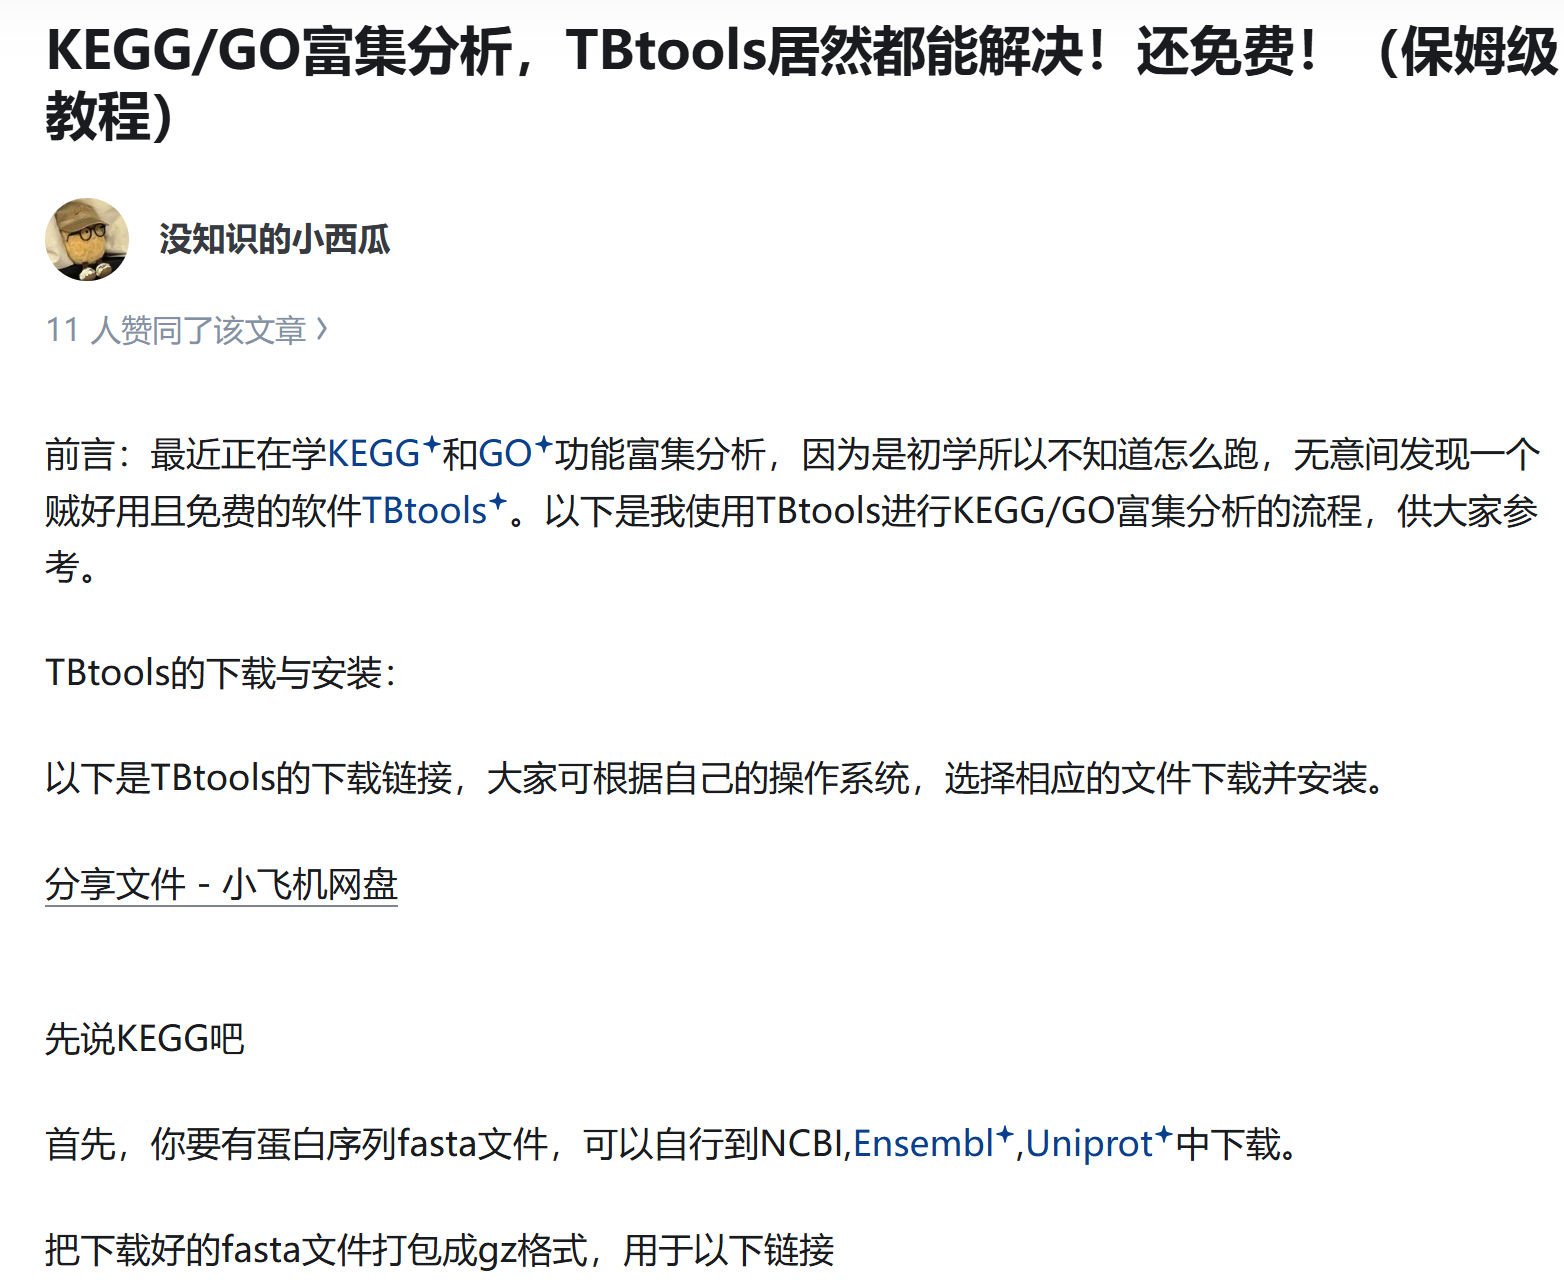 KEGG/GO富集分析，TBtools居然都能解决！还免费！（保姆级
教程）
没知识的小西瓜
11 人赞同了该文章 ›
前言：最近正在学KEGG和GO功能富集分析，因为是初学所以不知道怎么跑，无意间发现一个
贼好用且免费的软件TBtools。以下是我使用TBtools进行KEGG/GO富集分析的流程，供大家参
考。
TBtools的下载与安装：
以下是TBtools的下载链接，大家可根据自己的操作系统，选择相应的文件下载并安装。
分享文件 - 小飞机网盘
先说KEGG吧
首先，你要有蛋白序列fasta文件，可以自行到NCBI,Ensembl,Uniprot中下载。
把下载好的fasta文件打包成gz格式，用于以下链接